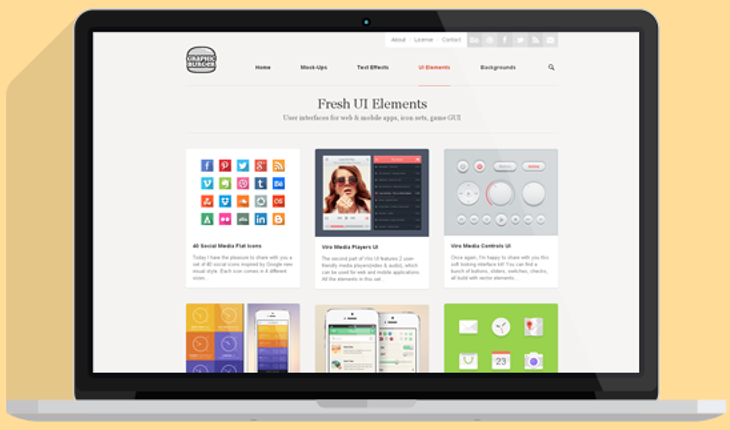 About License Contact
GRAPHIC
BURGER
Home Mock-Ups Text Effects UI Elements Backgrounds
Fresh UI Elements
User interfaces for web & mobile apps, icon sets, game GUI
40 Social Media Flat Icons
Today I have the pleasure to share with you a
set of 40 social icons inspired by Google new
visual style. Each icon comes in 4 different
sizes...
Viro Media Players UI
The second part of Viro UI features 2 user-
friendly media players(video & audio), which
can be used for web and mobile applications.
All the elements in this set...
Viro Media Controls UI
Once again, I'm happy to share with you this
soft looking interface kit! You can find a
bunch of buttons, sliders, switches, checks,
all build with vector elements...
23